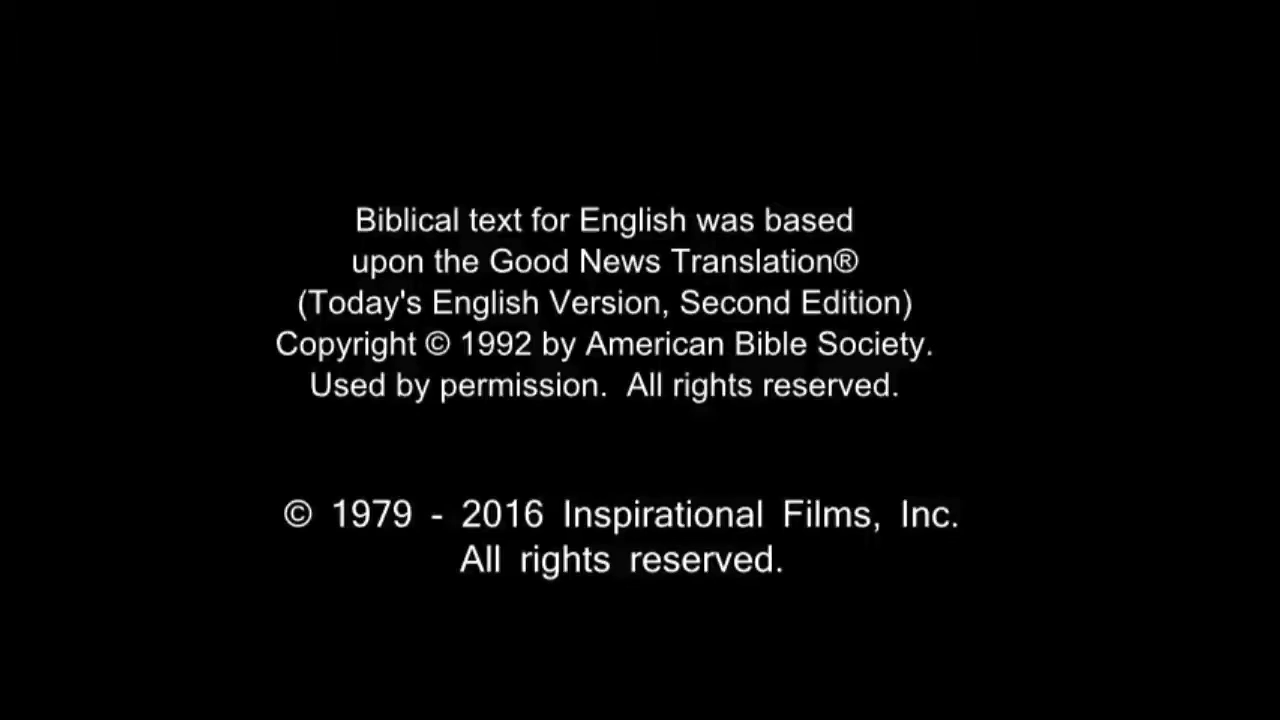 Biblical text for English was based
upon the Good News Translation®
(Today's English Version, Second Edition)
Copyright © 1992 by American Bible Society.
Used by permission.  All rights reserved.
© 1979 - 2016 Inspirational Films, Inc.
All rights reserved.